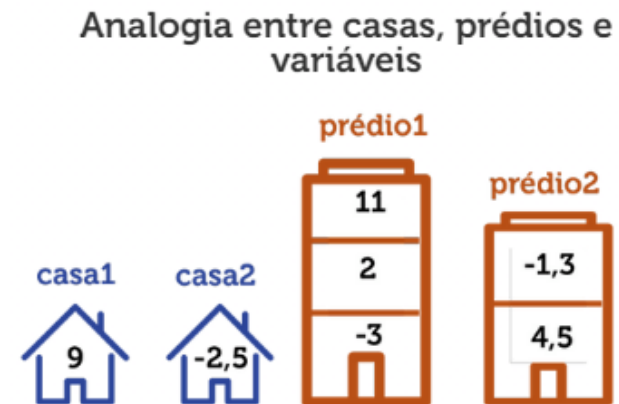 Analogia entre casas, prédios e
variáveis
casa1
9
casa2
-2,5
prédio1
11
2
-3
prédio2
-1,3
4,5